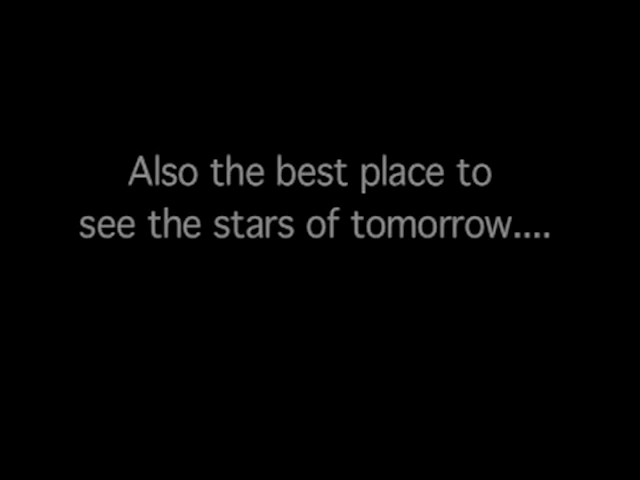 Also the best place to
see the stars of tomorrow....